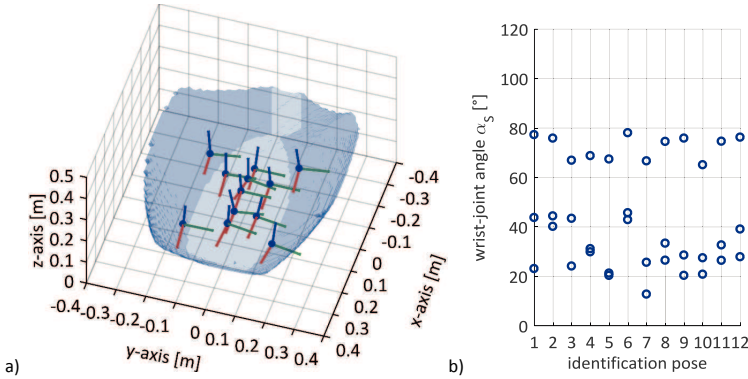 a)
z-axis [m]
0.5
0.4
0.3
0.2
0.1
0
-0.4 -0.3 -0.2 -0.1 0 0.1 0.2 0.3 0.4
y-axis [m]
-0.4
-0.3
-0.2
-0.1
0
0.1
0.2
0.3
0.4
x-axis [m]
b)
wrist-joint angle αS [°]
120
100
80
60
40
20
0
1 2 3 4 5 6 7 8 9 10 11 12
identification pose